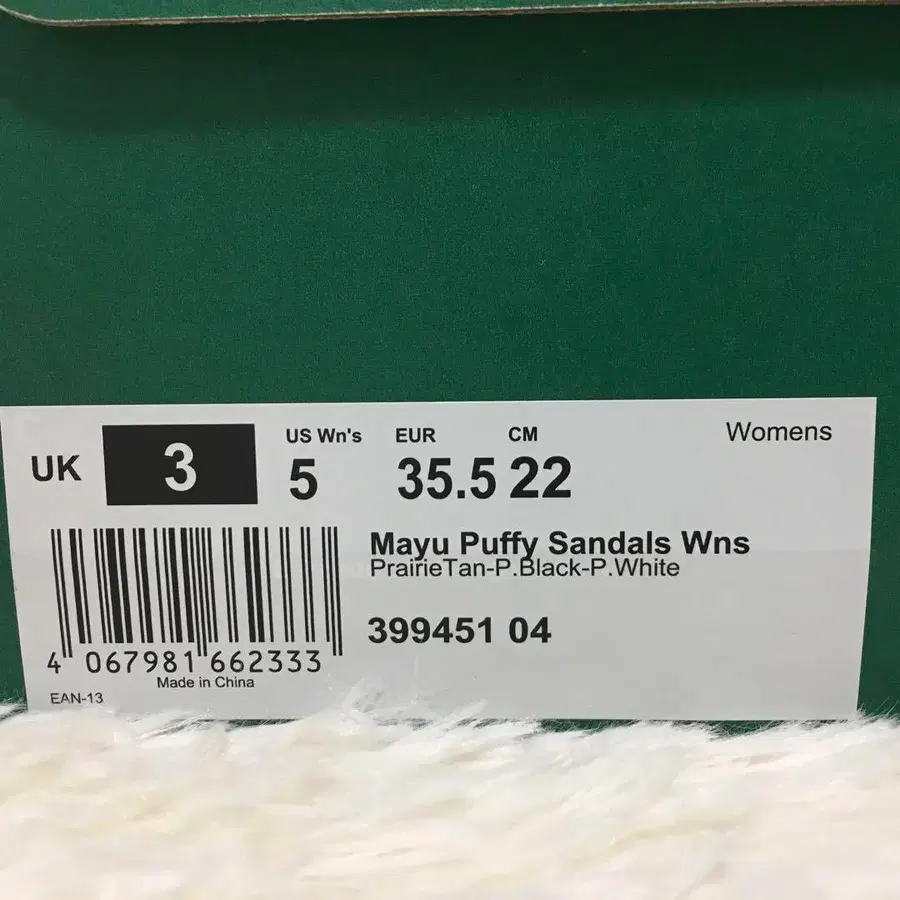 UK 3
US Wn's EUR CM
5 35.5 22
Womens
Mayu Puffy Sandals Wns
PrairieTan-P.Black-P.White
399451 04
4 067981 662333
Made in China
EAN-13